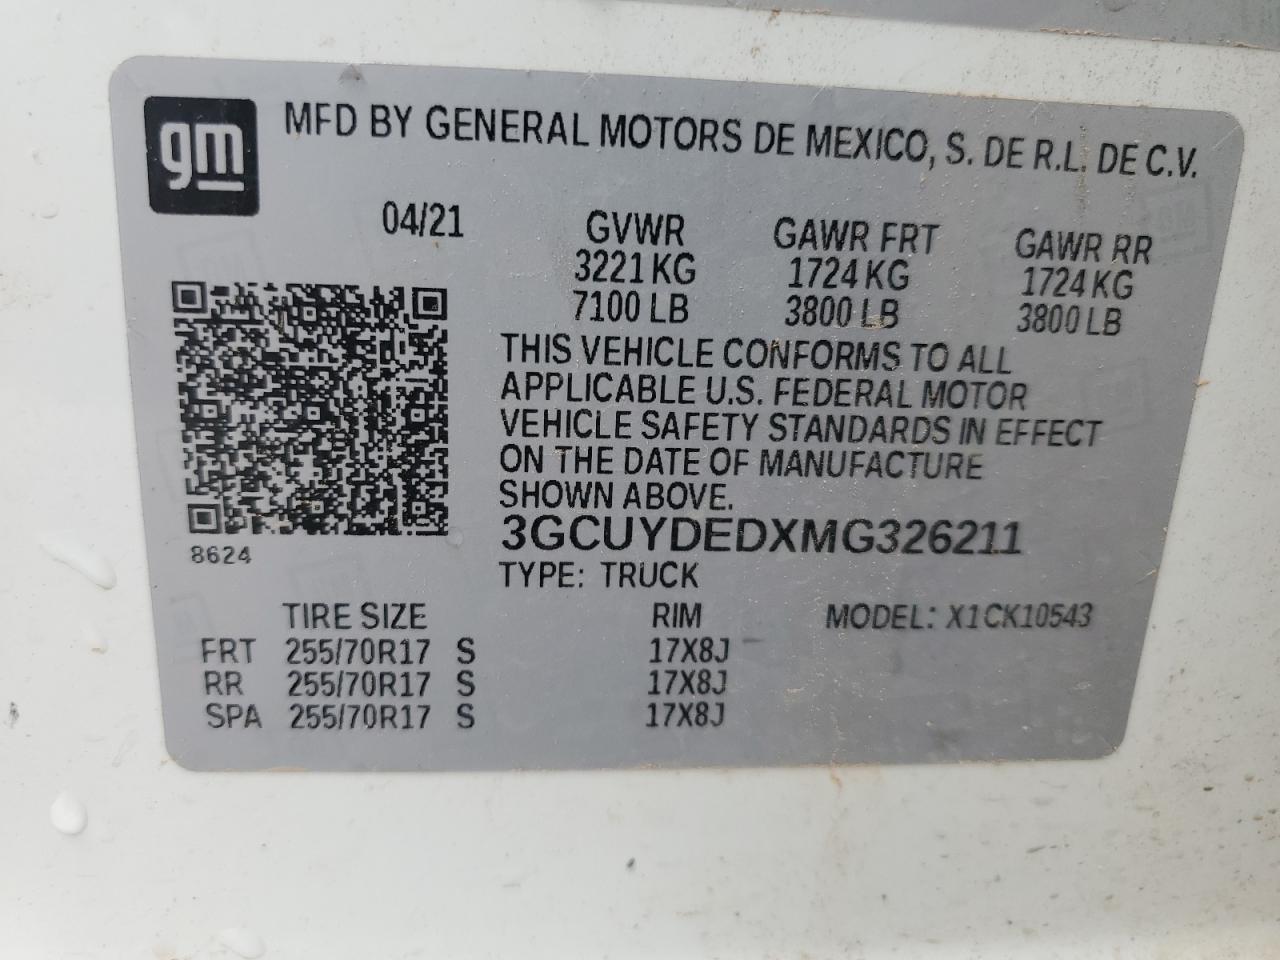 gm
MFD BY GENERAL MOTORS DE MEXICO, S. DE R.L. DE C.V.
04/21 GVWR GAWR FRT GAWR RR
3221 KG 1724 KG 1724 KG
7100 LB 3800 LB 3800 LB
THIS VEHICLE CONFORMS TO ALL
APPLICABLE U.S. FEDERAL MOTOR
VEHICLE SAFETY STANDARDS IN EFFECT
ON THE DATE OF MANUFACTURE
SHOWN ABOVE.
3GCUYDEDXMG326211
8624
TYPE: TRUCK
TIRE SIZE RIM MODEL: X1CK10543
FRT 255/70R17 S 17X8J
RR 255/70R17 S 17X8J
SPA 255/70R17 S 17X8J